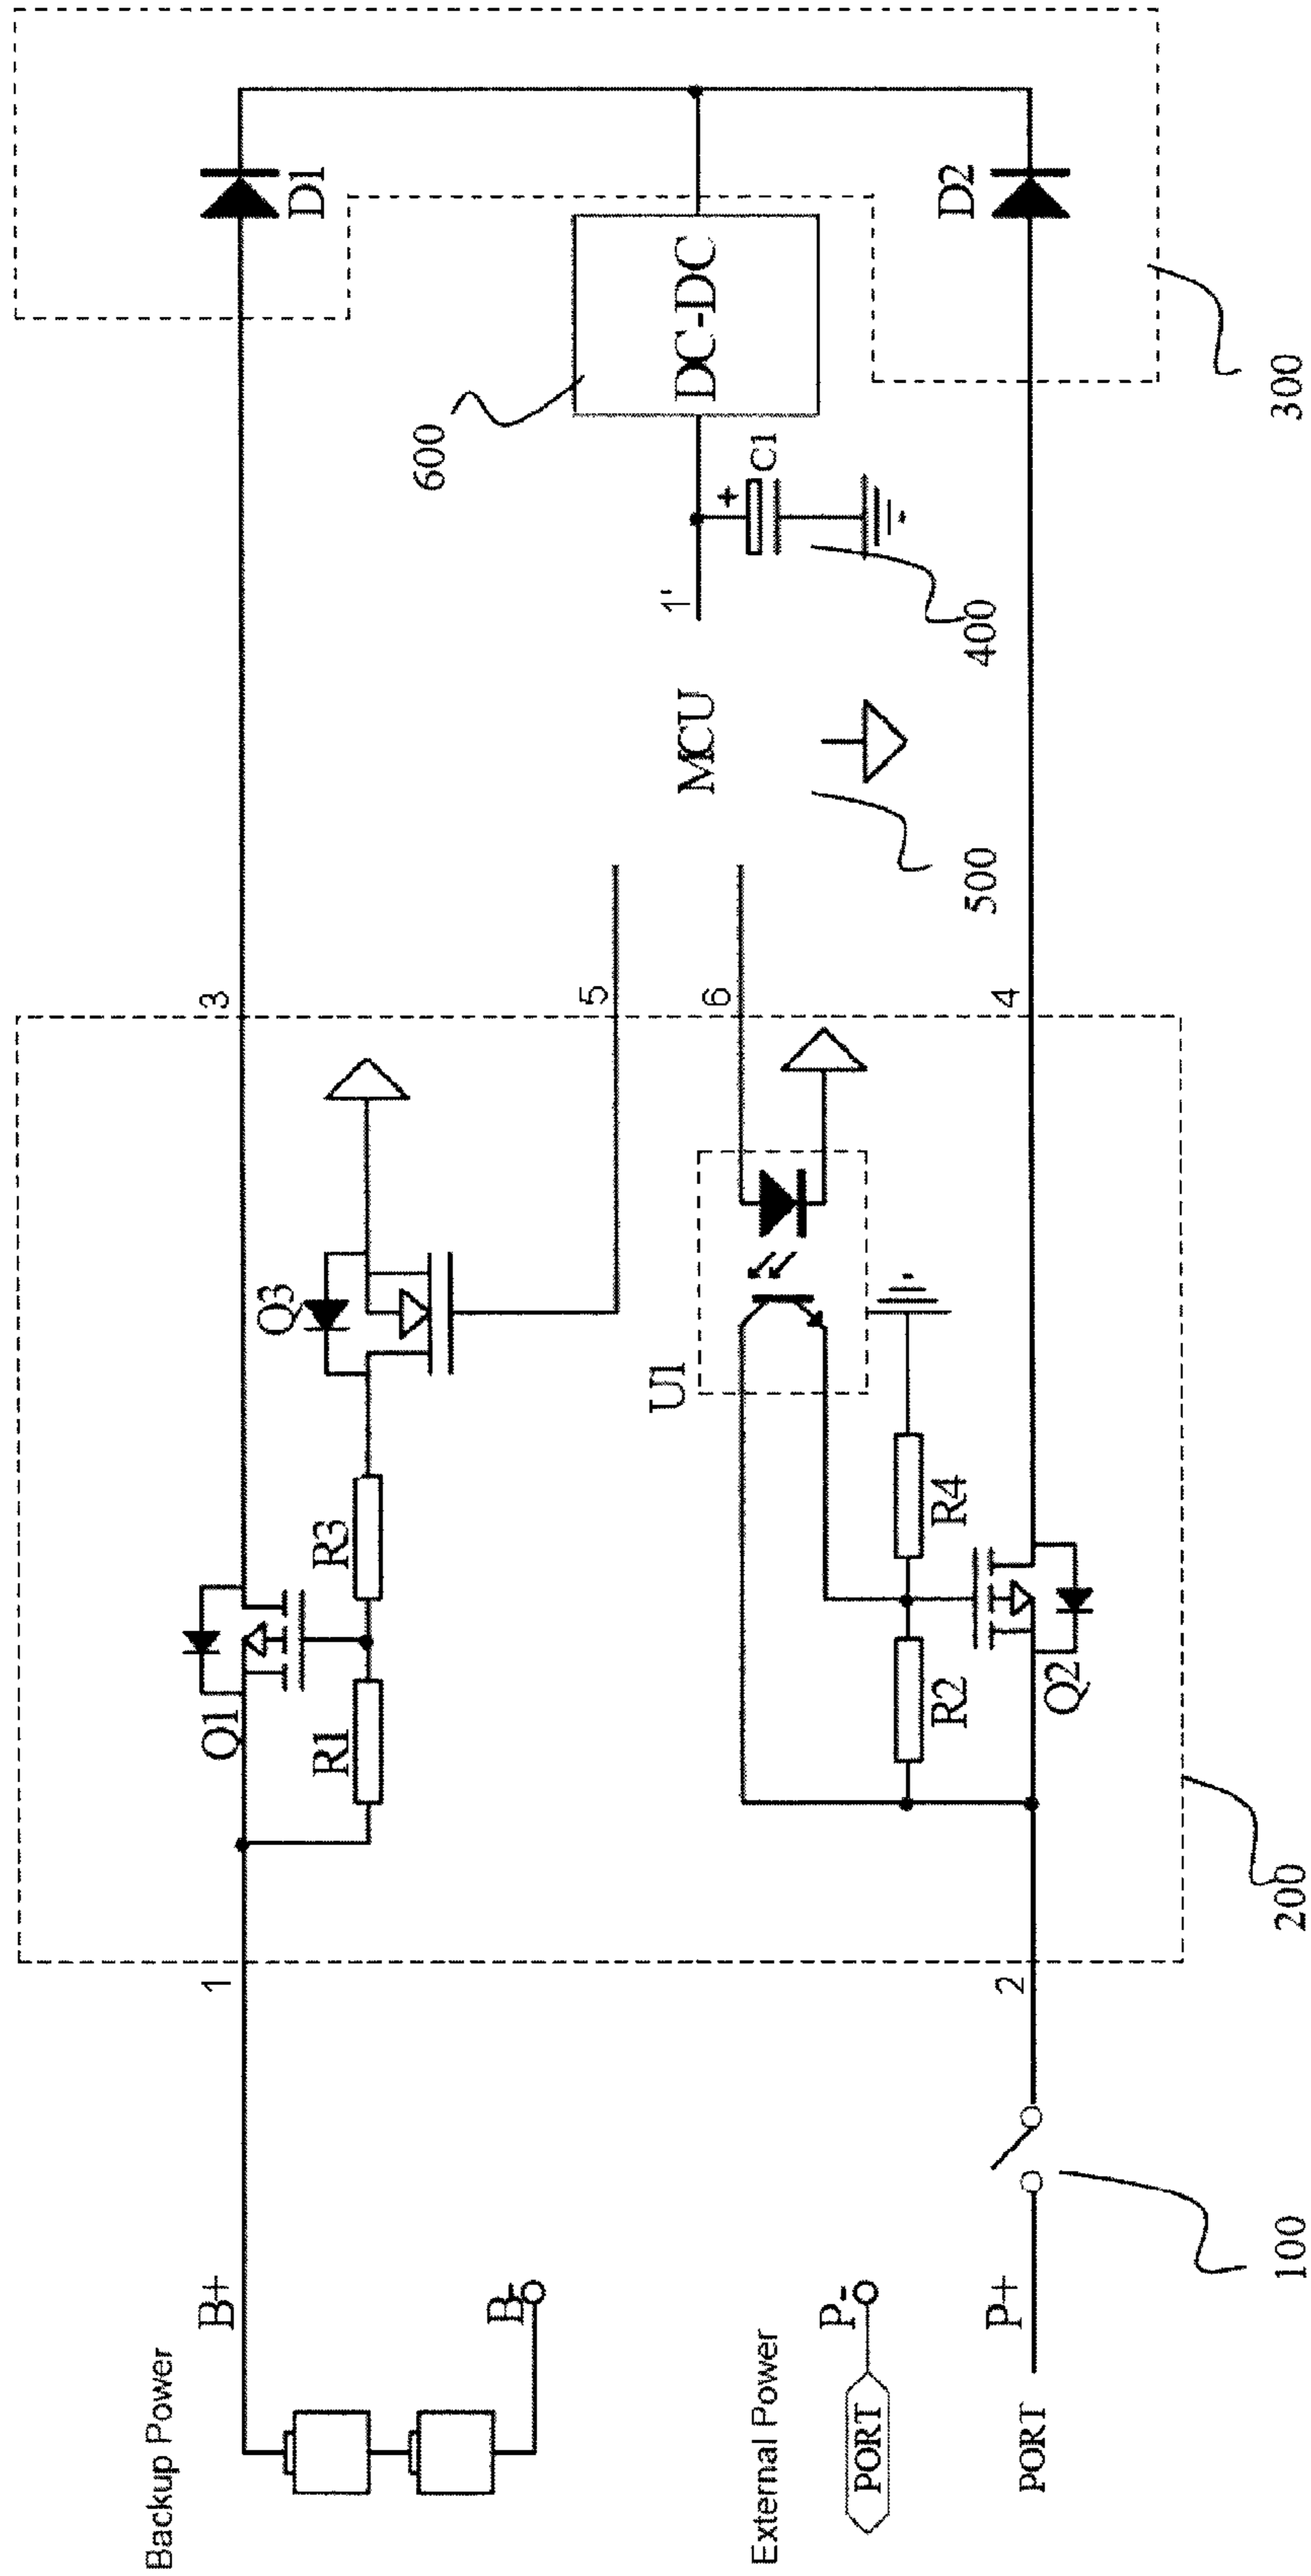 Backup Power
B+
B-
1
Q1
R1
R3
Q3
3
D1
5
600
DC-DC
C1
+
1'
MCU
400
500
6
U1
External Power
P-
PORT
P+
PORT
100
2
R2
R4
Q2
4
D2
200
300